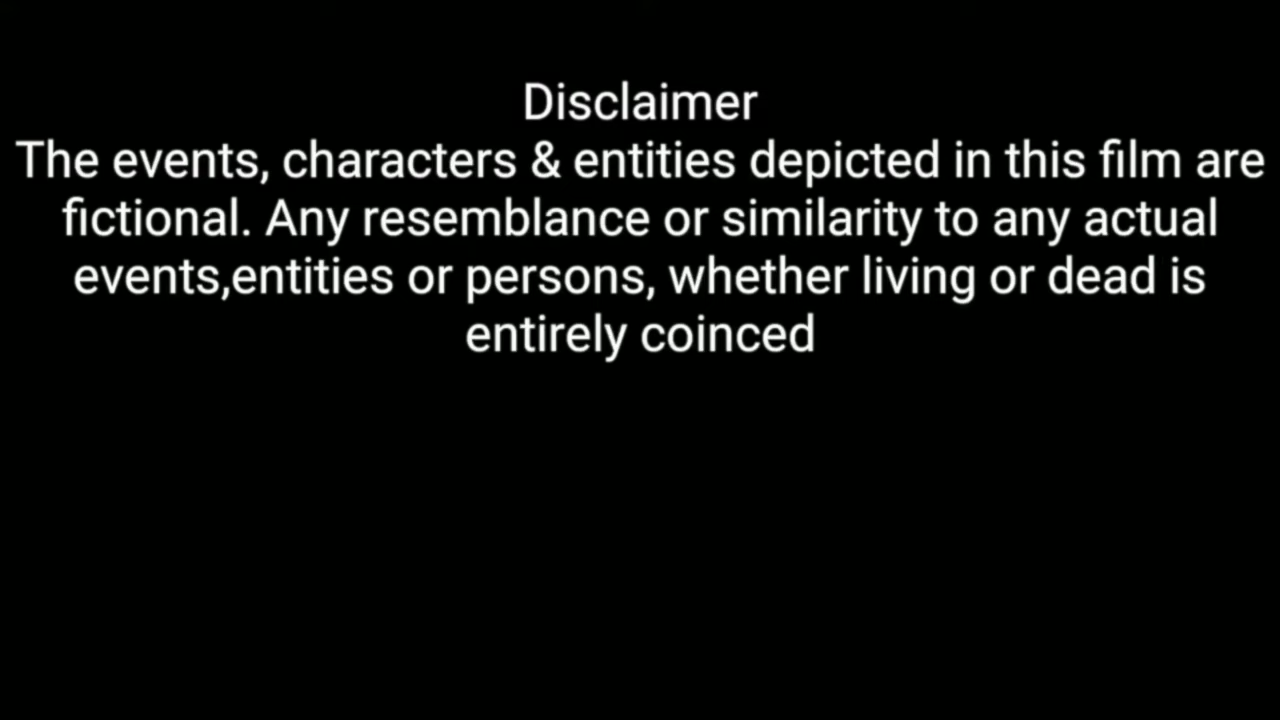 Disclaimer
The events, characters & entities depicted in this film are
fictional. Any resemblance or similarity to any actual
events,entities or persons, whether living or dead is
entirely coinced